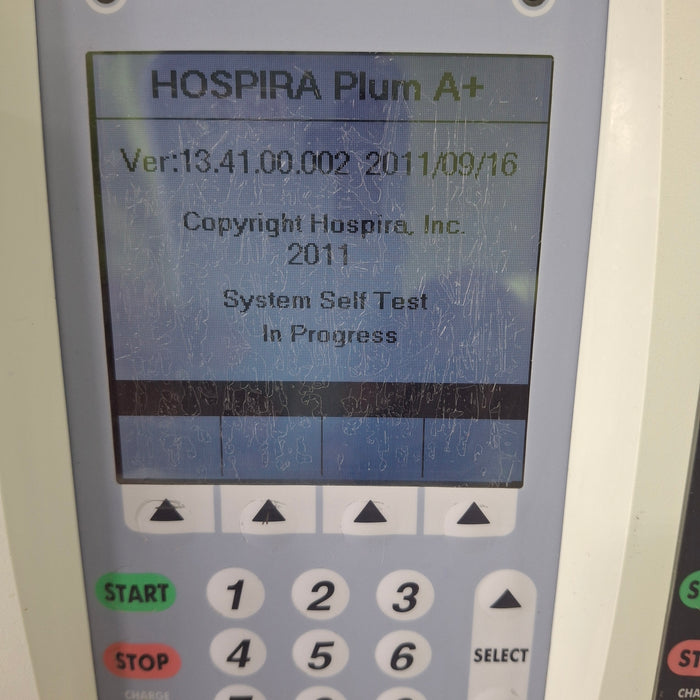 HOSPIRA Plum A+
Ver:13.41.00.002 2011/09/16
Copyright Hospira, Inc.
2011
System Self Test
In Progress
START 1 2 3
STOP 4 5 6 SELECT
CHARGE